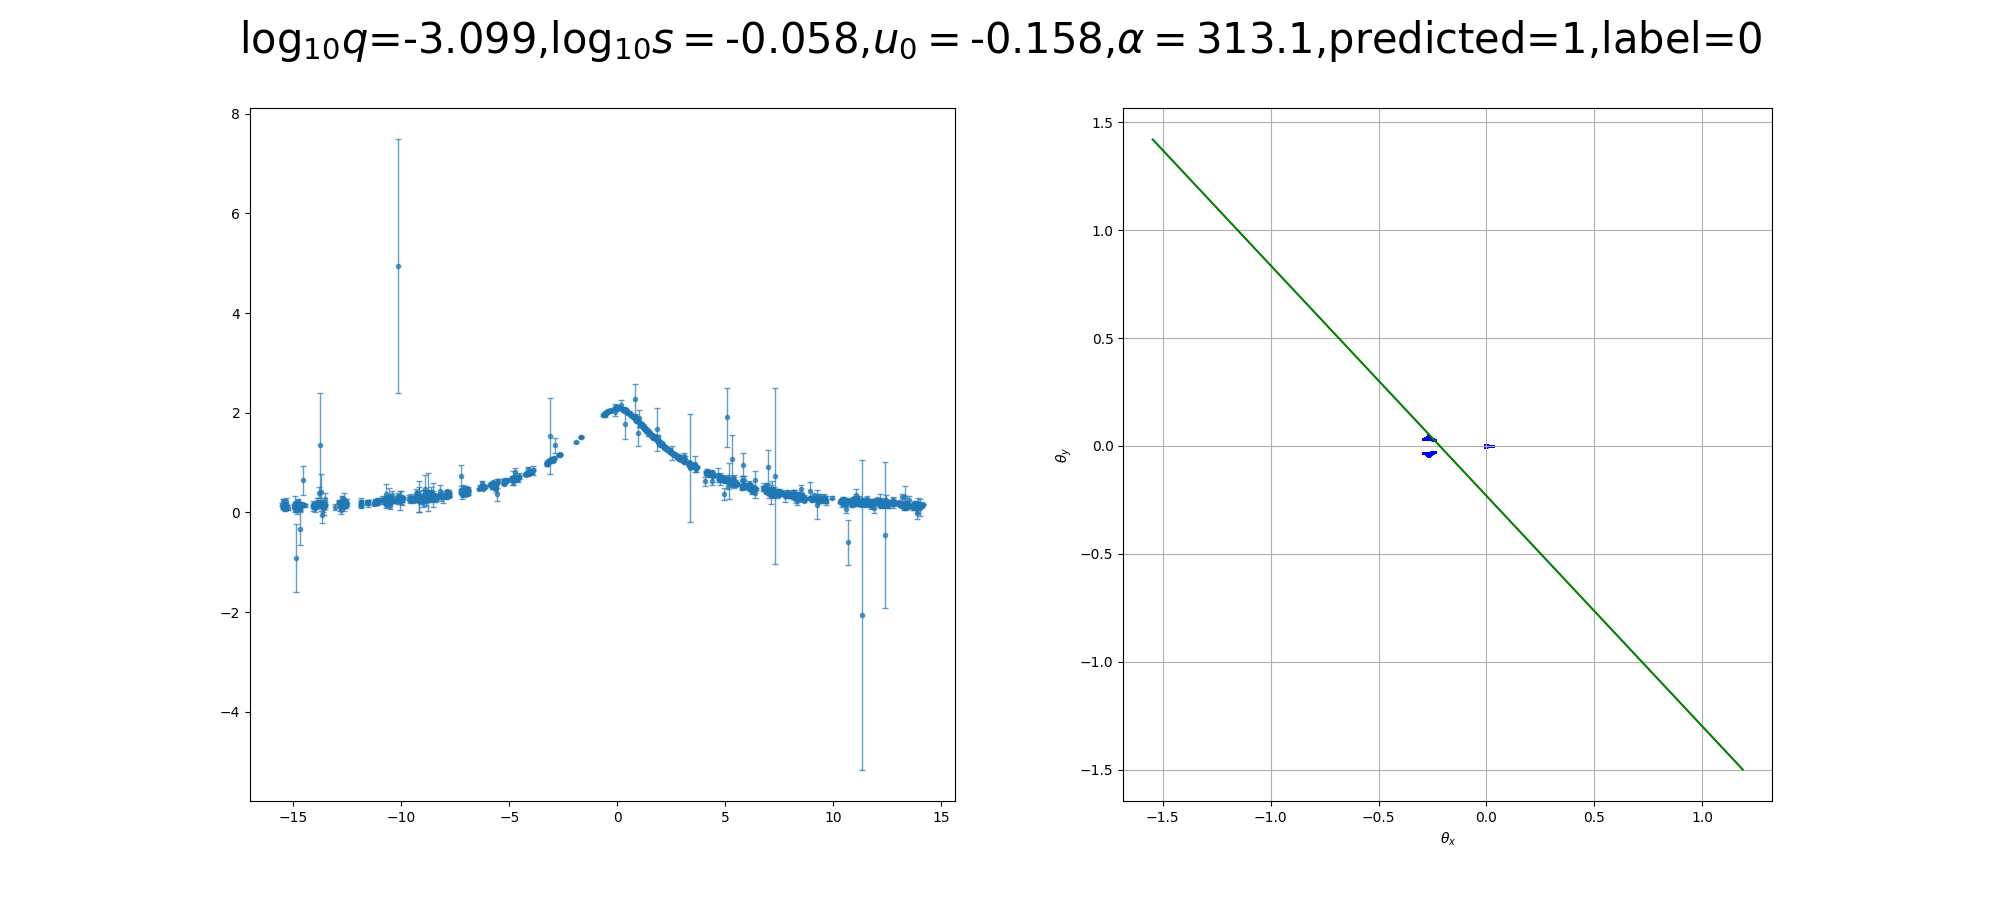 log₁₀q=-3.099,log₁₀s = -0.058,u₀ = -0.158,α = 313.1,predicted=1,label=0
8
6
4
2
0
−2
−4
−15 −10 −5 0 5 10 15
1.5
1.0
0.5
0.0
−0.5
−1.0
−1.5
θy
−1.5 −1.0 −0.5 0.0 0.5 1.0
θx